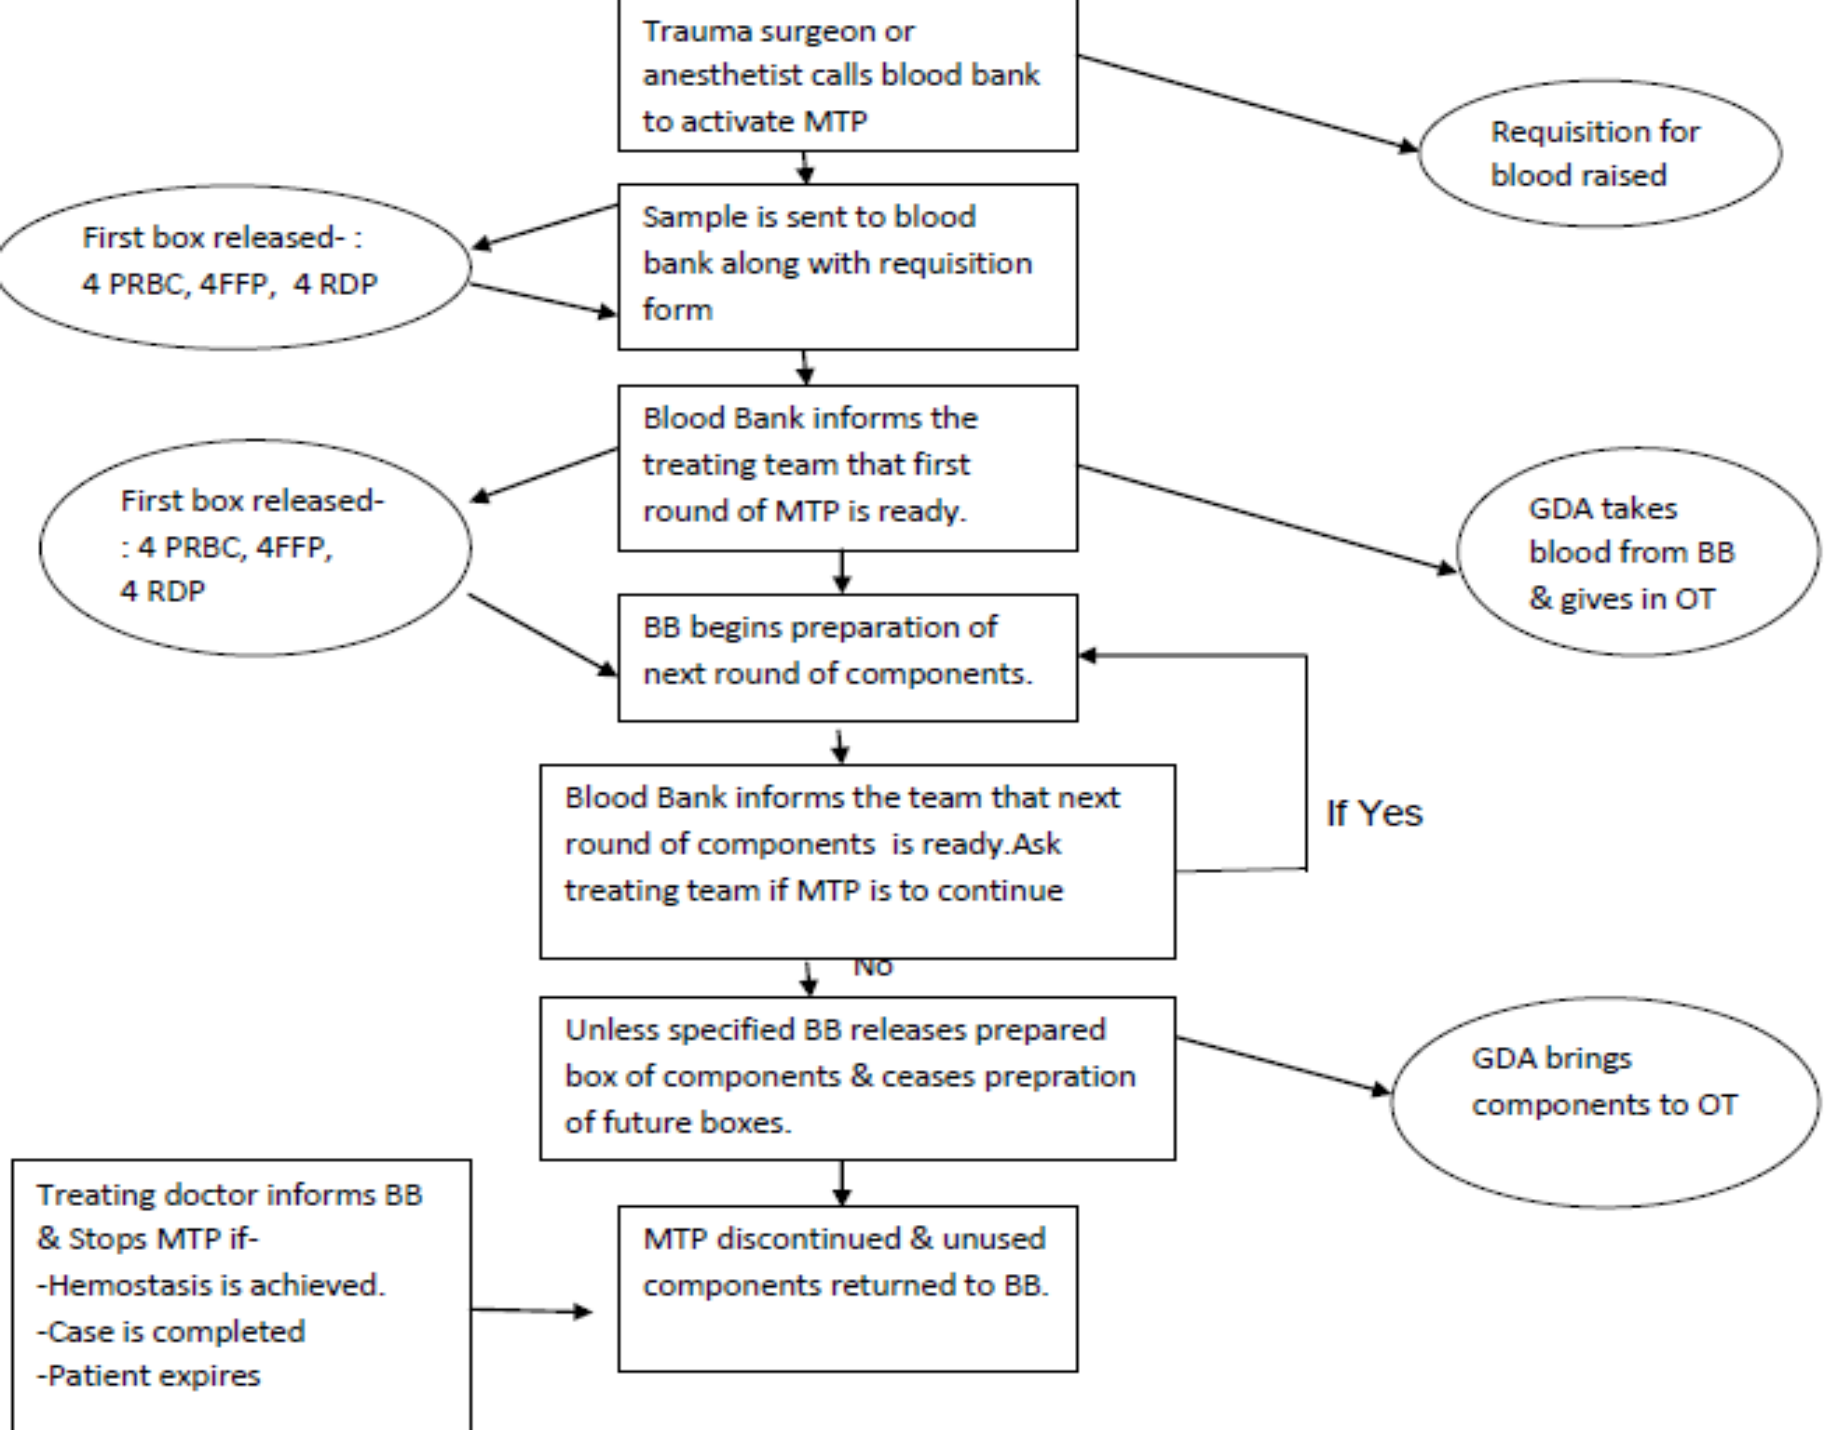 Trauma surgeon or
anesthetist calls blood bank
to activate MTP
Requisition for
blood raised
First box released- :
4 PRBC, 4FFP,  4 RDP
Sample is sent to blood
bank along with requisition
form
Blood Bank informs the
treating team that first
round of MTP is ready.
First box released-
: 4 PRBC, 4FFP,
4 RDP
GDA takes
blood from BB
& gives in OT
BB begins preparation of
next round of components.
Blood Bank informs the team that next
round of components  is ready.Ask
treating team if MTP is to continue
If Yes
No
Unless specified BB releases prepared
box of components & ceases prepration
of future boxes.
GDA brings
components to OT
Treating doctor informs BB
& Stops MTP if-
-Hemostasis is achieved.
-Case is completed
-Patient expires
MTP discontinued & unused
components returned to BB.